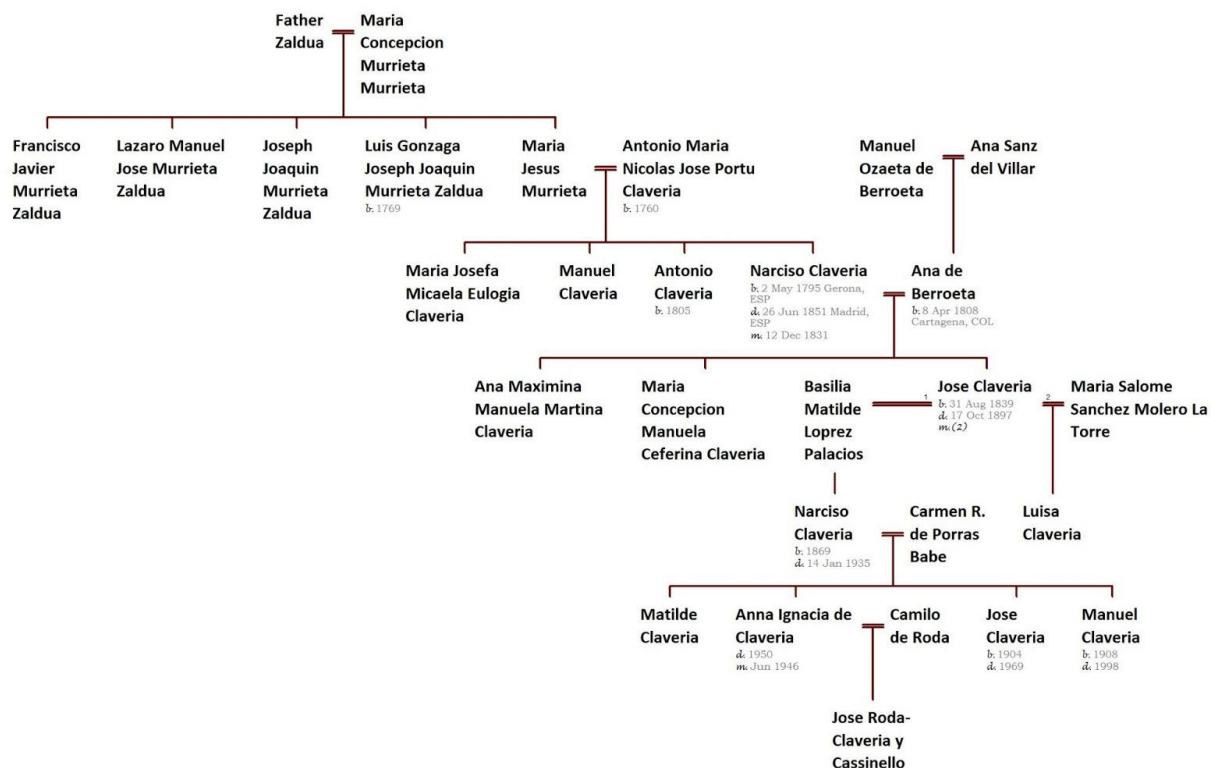 Father
Zaldua
Maria
Concepcion
Murrieta
Murrieta
Francisco
Javier
Murrieta
Zaldua
Lazaro Manuel
Jose Murrieta
Zaldua
Joseph
Joaquin
Murrieta
Zaldua
Luis Gonzaga
Joseph Joaquin
Murrieta Zaldua
b. 1769
Maria
Jesus
Murrieta
Antonio Maria
Nicolas Jose Portu
Claveria
b. 1760
Manuel
Ozaeta de
Berroeta
Ana Sanz
del Villar
Maria Josefa
Micaela Eulogia
Claveria
Manuel
Claveria
Antonio
Claveria
b. 1805
Narciso Claveria
b. 2 May 1795 Gerona,
ESP
d. 26 Jun 1851 Madrid,
ESP
m. 12 Dec 1831
Ana de
Berroeta
b. 8 Apr 1808
Cartagena, COL
Ana Maximina
Manuela Martina
Claveria
Maria
Concepcion
Manuela
Ceferina Claveria
Basilia
Matilde
Loprez
Palacios
1
Jose Claveria
b. 31 Aug 1839
d. 17 Oct 1897
m. (2)
2
Maria Salome
Sanchez Molero La
Torre
Narciso
Claveria
b. 1869
d. 14 Jan 1935
Carmen R.
de Porras
Babe
Luisa
Claveria
Matilde
Claveria
Anna Ignacia de
Claveria
d. 1950
m. Jun 1946
Camilo
de Roda
Jose
Claveria
b. 1904
d. 1969
Manuel
Claveria
b. 1908
d. 1998
Jose Roda-
Claveria y
Cassinello